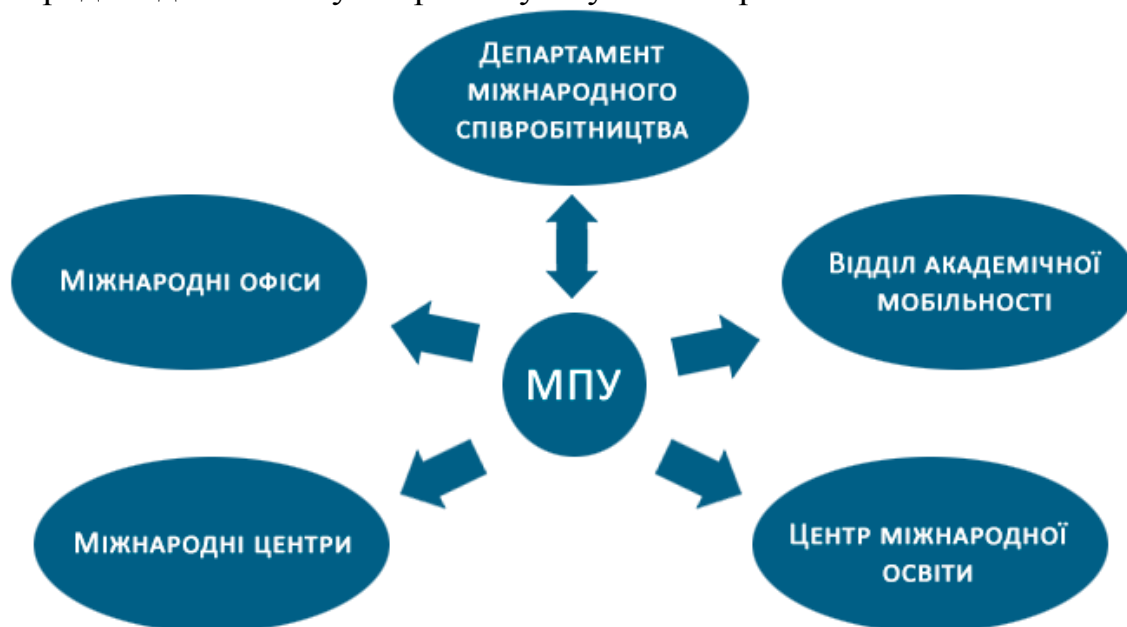 ДЕПАРТАМЕНТ
МІЖНАРОДНОГО
СПІВРОБІТНИЦТВА
МІЖНАРОДНІ ОФІСИ
ВІДДІЛ АКАДЕМІЧНОЇ
МОБІЛЬНОСТІ
МПУ
МІЖНАРОДНІ ЦЕНТРИ
ЦЕНТР МІЖНАРОДНОЇ
ОСВІТИ